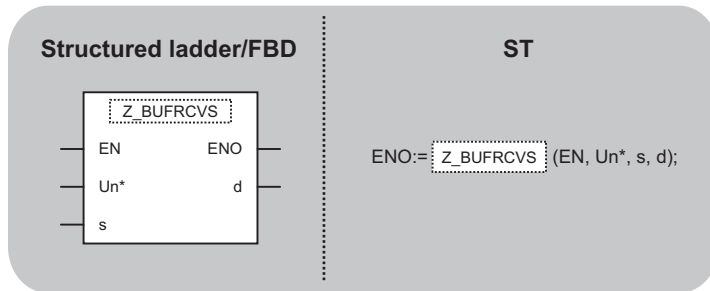 Structured ladder/FBD
Z_BUFRCVS
EN ENO
Un* d
s
ST
ENO:= Z_BUFRCVS (EN, Un*, s, d);